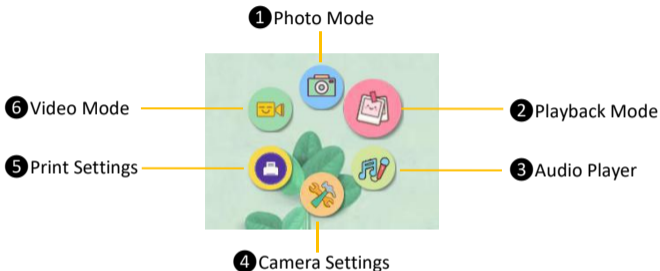 ❶Photo Mode
❻Video Mode
❷Playback Mode
❺Print Settings
❸Audio Player
❹Camera Settings